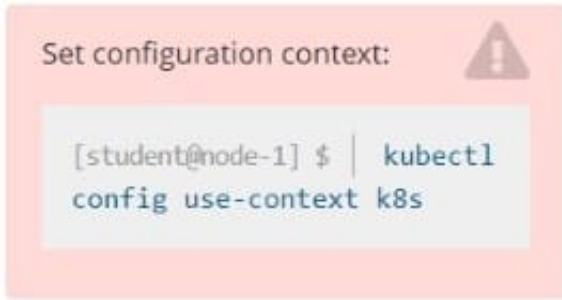 Set configuration context:
[student@node-1] $ | kubectl
config use-context k8s